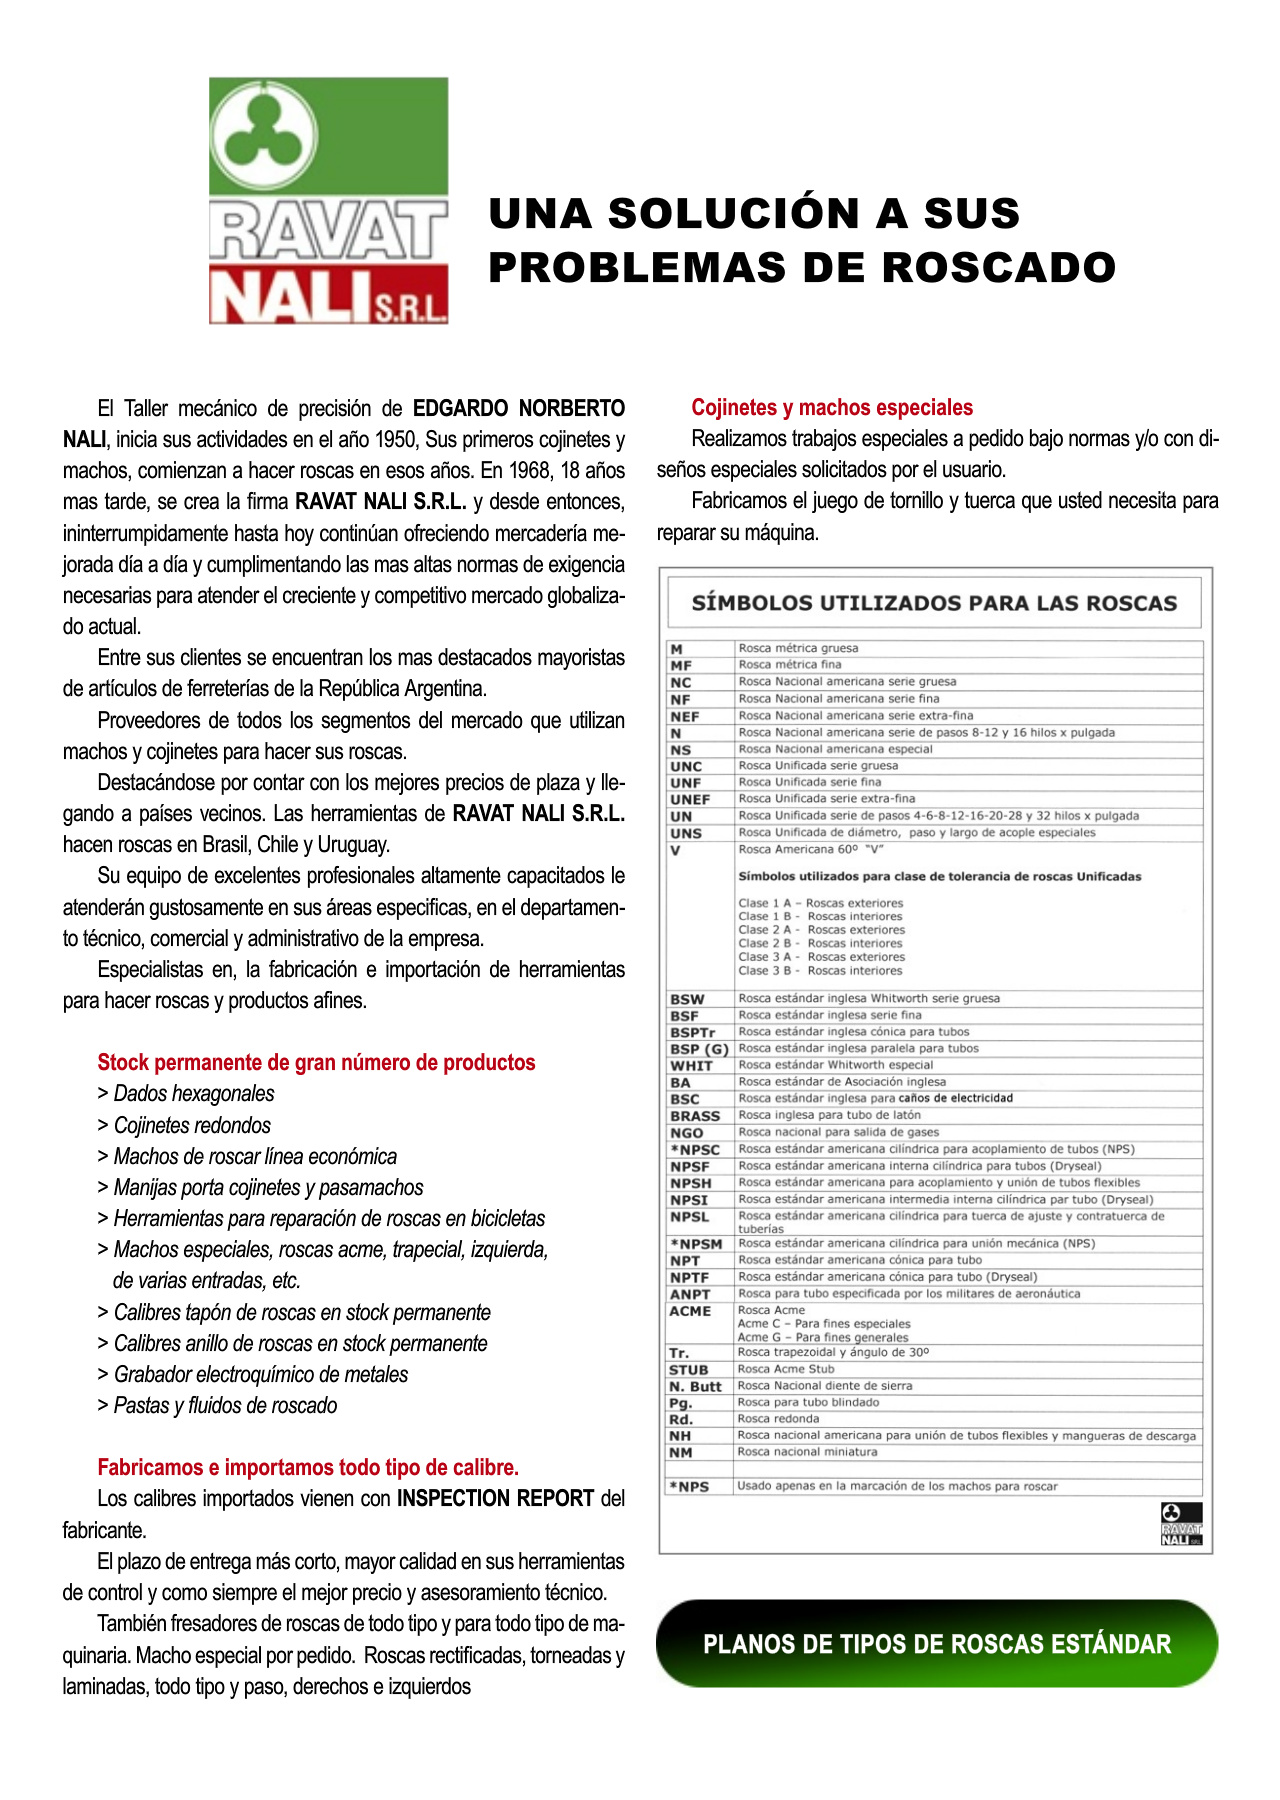 RAVAT
NALI S.R.L.
UNA SOLUCIÓN A SUS
PROBLEMAS DE ROSCADO
El Taller mecánico de precisión de EDGARDO NORBERTO
NALI, inicia sus actividades en el año 1950, Sus primeros cojinetes y
machos, comienzan a hacer roscas en esos años. En 1968, 18 años
mas tarde, se crea la firma RAVAT NALI S.R.L. y desde entonces,
ininterrumpidamente hasta hoy continúan ofreciendo mercadería me-
jorada día a día y cumplimentando las mas altas normas de exigencia
necesarias para atender el creciente y competitivo mercado globaliza-
do actual.
Entre sus clientes se encuentran los mas destacados mayoristas
de artículos de ferreterías de la República Argentina.
Proveedores de todos los segmentos del mercado que utilizan
machos y cojinetes para hacer sus roscas.
Destacándose por contar con los mejores precios de plaza y lle-
gando a países vecinos. Las herramientas de RAVAT NALI S.R.L.
hacen roscas en Brasil, Chile y Uruguay.
Su equipo de excelentes profesionales altamente capacitados le
atenderán gustosamente en sus áreas especificas, en el departamen-
to técnico, comercial y administrativo de la empresa.
Especialistas en, la fabricación e importación de herramientas
para hacer roscas y productos afines.
Stock permanente de gran número de productos
> Dados hexagonales
> Cojinetes redondos
> Machos de roscar línea económica
> Manijas porta cojinetes y pasamachos
> Herramientas para reparación de roscas en bicicletas
> Machos especiales, roscas acme, trapecial, izquierda,
de varias entradas, etc.
> Calibres tapón de roscas en stock permanente
> Calibres anillo de roscas en stock permanente
> Grabador electroquímico de metales
> Pastas y fluidos de roscado
Fabricamos e importamos todo tipo de calibre.
Los calibres importados vienen con INSPECTION REPORT del
fabricante.
El plazo de entrega más corto, mayor calidad en sus herramientas
de control y como siempre el mejor precio y asesoramiento técnico.
También fresadores de roscas de todo tipo y para todo tipo de ma-
quinaria. Macho especial por pedido. Roscas rectificadas, torneadas y
laminadas, todo tipo y paso, derechos e izquierdos
Cojinetes y machos especiales
Realizamos trabajos especiales a pedido bajo normas y/o con di-
seños especiales solicitados por el usuario.
Fabricamos el juego de tornillo y tuerca que usted necesita para
reparar su máquina.
SÍMBOLOS UTILIZADOS PARA LAS ROSCAS
M Rosca métrica gruesa
MF Rosca métrica fina
NC Rosca Nacional americana serie gruesa
NF Rosca Nacional americana serie fina
NEF Rosca Nacional americana serie extra-fina
N Rosca Nacional americana serie de pasos 8-12 y 16 hilos x pulgada
NS Rosca Nacional americana especial
UNC Rosca Unificada serie gruesa
UNF Rosca Unificada serie fina
UNEF Rosca Unificada serie extra-fina
UN Rosca Unificada serie de pasos 4-6-8-12-16-20-28 y 32 hilos x pulgada
UNS Rosca Unificada de diámetro, paso y largo de acople especiales
V Rosca Americana 60º "V"
Símbolos utilizados para clase de tolerancia de roscas Unificadas
Clase 1 A – Roscas exteriores
Clase 1 B - Roscas interiores
Clase 2 A - Roscas exteriores
Clase 2 B - Roscas interiores
Clase 3 A - Roscas exteriores
Clase 3 B - Roscas interiores
BSW Rosca estándar inglesa Whitworth serie gruesa
BSF Rosca estándar inglesa serie fina
BSPTr Rosca estándar inglesa cónica para tubos
BSP (G) Rosca estándar inglesa paralela para tubos
WHIT Rosca estándar Whitworth especial
BA Rosca estándar de Asociación inglesa
BSC Rosca estándar inglesa para caños de electricidad
BRASS Rosca inglesa para tubo de latón
NGO Rosca nacional para salida de gases
*NPSC Rosca estándar americana cilíndrica para acoplamiento de tubos (NPS)
NPSF Rosca estándar americana interna cilíndrica para tubos (Dryseal)
NPSH Rosca estándar americana para acoplamiento y unión de tubos flexibles
NPSI Rosca estándar americana intermedia interna cilíndrica par tubo (Dryseal)
NPSL Rosca estándar americana cilíndrica para tuerca de ajuste y contratuerca de
tuberías
*NPSM Rosca estándar americana cilíndrica para unión mecánica (NPS)
NPT Rosca estándar americana cónica para tubo
NPTF Rosca estándar americana cónica para tubo (Dryseal)
ANPT Rosca para tubo especificada por los militares de aeronáutica
ACME Rosca Acme
Acme C – Para fines especiales
Acme G – Para fines generales
Tr. Rosca trapezoidal y ángulo de 30º
STUB Rosca Acme Stub
N. Butt Rosca Nacional diente de sierra
Pg. Rosca para tubo blindado
Rd. Rosca redonda
NH Rosca nacional americana para unión de tubos flexibles y mangueras de descarga
NM Rosca nacional miniatura
*NPS Usado apenas en la marcación de los machos para roscar
RAVAT
NALI SRL
PLANOS DE TIPOS DE ROSCAS ESTÁNDAR